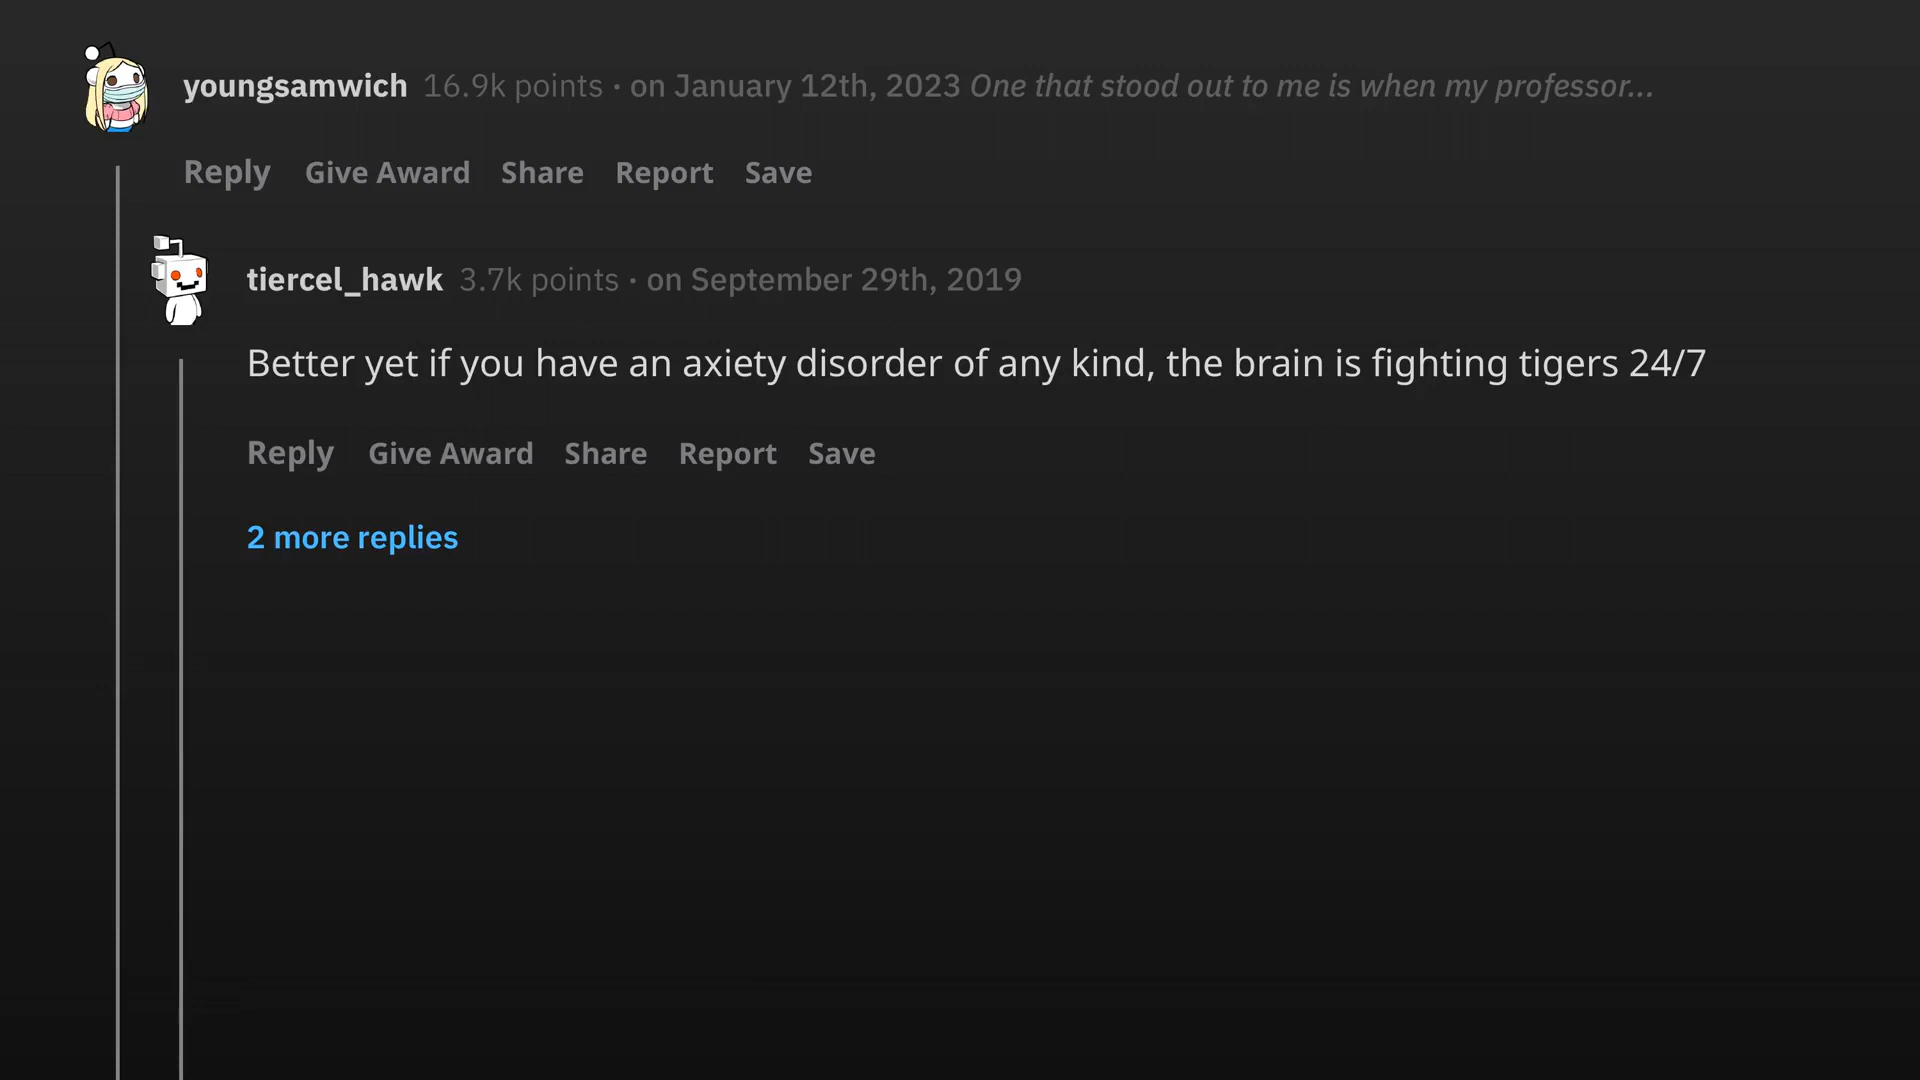 youngsamwich 16.9k points · on January 12th, 2023 One that stood out to me is when my professor...
Reply Give Award Share Report Save
tiercel_hawk 3.7k points · on September 29th, 2019
Better yet if you have an axiety disorder of any kind, the brain is fighting tigers 24/7
Reply Give Award Share Report Save
2 more replies